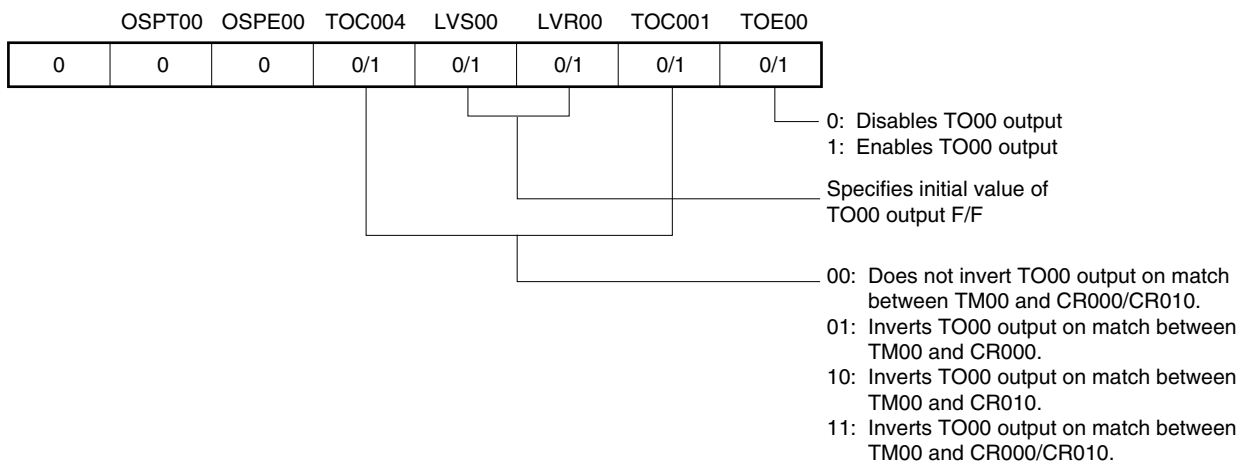 OSPT00 OSPE00 TOC004 LVS00 LVR00 TOC001 TOE00
0 0 0 0/1 0/1 0/1 0/1 0/1
0: Disables TO00 output
1: Enables TO00 output
Specifies initial value of
TO00 output F/F
00: Does not invert TO00 output on match
between TM00 and CR000/CR010.
01: Inverts TO00 output on match between
TM00 and CR000.
10: Inverts TO00 output on match between
TM00 and CR010.
11: Inverts TO00 output on match between
TM00 and CR000/CR010.